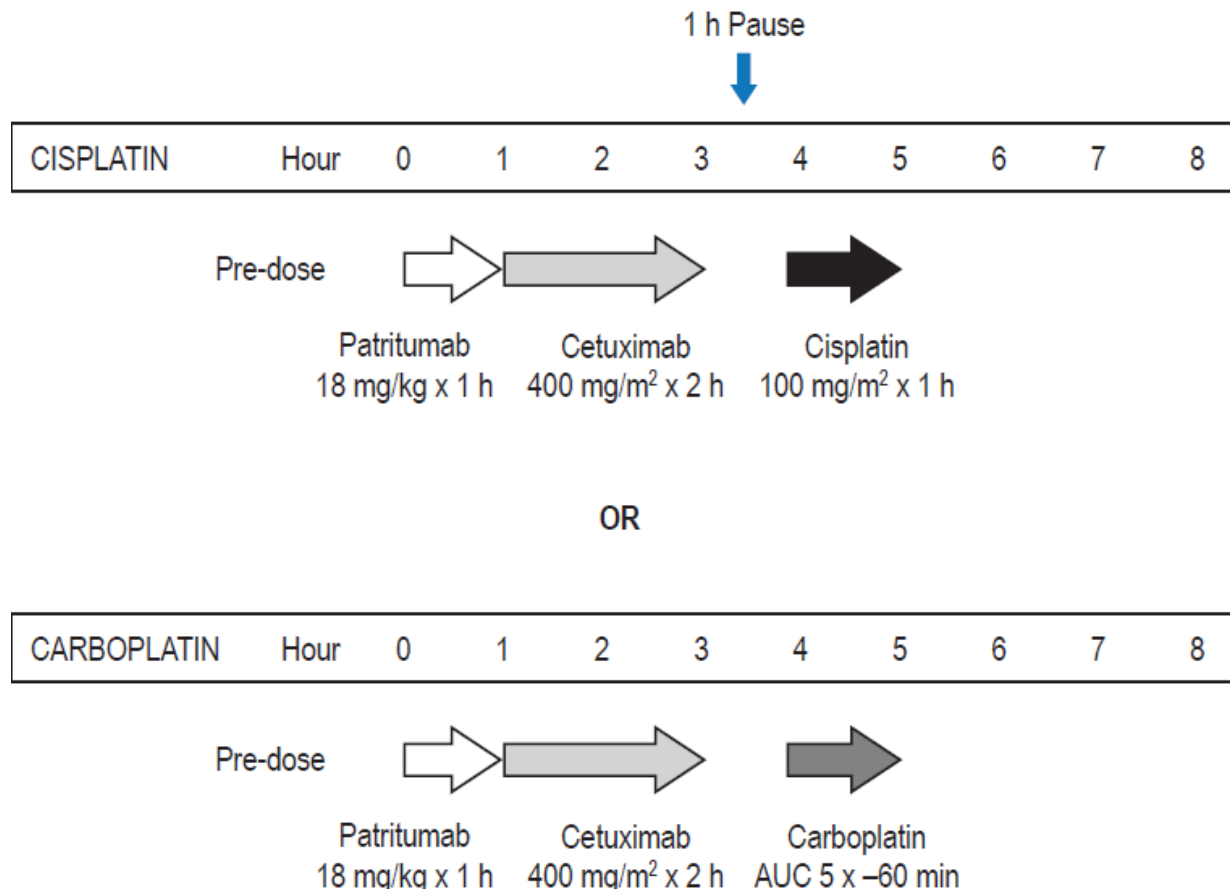 1 h Pause
CISPLATIN Hour 0 1 2 3 4 5 6 7 8
Pre-dose
Patritumab Cetuximab Cisplatin
18 mg/kg x 1 h 400 mg/m² x 2 h 100 mg/m² x 1 h
OR
CARBOPLATIN Hour 0 1 2 3 4 5 6 7 8
Pre-dose
Patritumab Cetuximab Carboplatin
18 mg/kg x 1 h 400 mg/m² x 2 h AUC 5 x –60 min